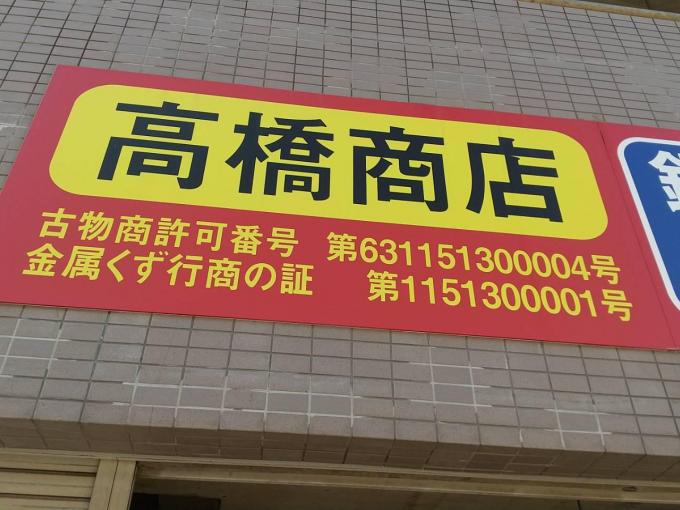 高橋商店
古物商許可番号 第631151300004号
金属くず行商の証 第1151300001号